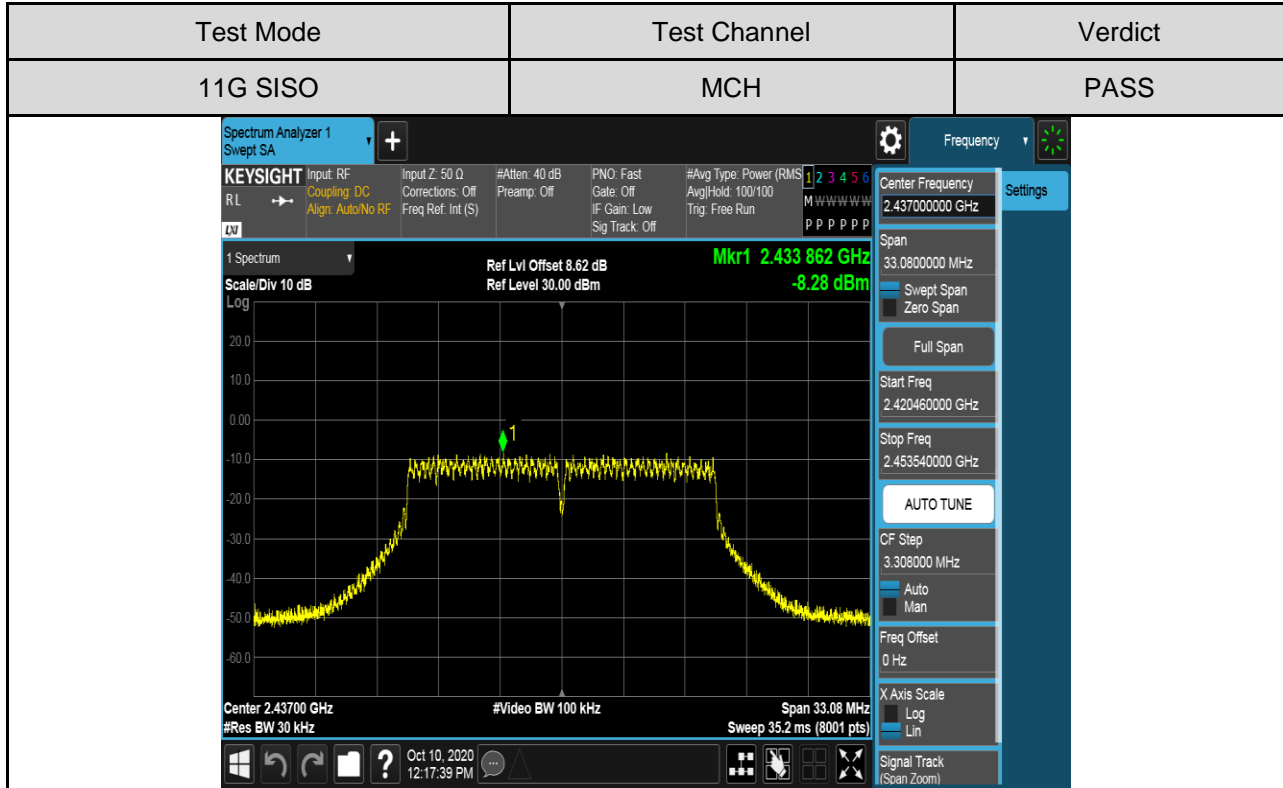 Test Mode Test Channel Verdict
11G SISO MCH PASS
Spectrum Analyzer 1
Swept SA
+
Frequency
KEYSIGHT Input: RF Input Z: 50 Ω #Atten: 40 dB PNO: Fast #Avg Type: Power (RMS 1 2 3 4 5 6
RL Coupling: DC Corrections: Off Preamp: Off Gate: Off Avg|Hold: 100/100 M W W W W W
Align: Auto/No RF Freq Ref: Int (S) IF Gain: Low Trig: Free Run
LXI Sig Track: Off P P P P P P
1 Spectrum
Scale/Div 10 dB
Ref Lvl Offset 8.62 dB
Ref Level 30.00 dBm
Mkr1 2.433 862 GHz
-8.28 dBm
Log
20.0
10.0
0.00
1
-10.0
-20.0
-30.0
-40.0
-50.0
-60.0
Center 2.43700 GHz #Video BW 100 kHz Span 33.08 MHz
#Res BW 30 kHz Sweep 35.2 ms (8001 pts)
?
Oct 10, 2020
12:17:39 PM
Center Frequency
2.437000000 GHz
Settings
Span
33.0800000 MHz
Swept Span
Zero Span
Full Span
Start Freq
2.420460000 GHz
Stop Freq
2.453540000 GHz
AUTO TUNE
CF Step
3.308000 MHz
Auto
Man
Freq Offset
0 Hz
X Axis Scale
Log
Lin
Signal Track
(Span Zoom)